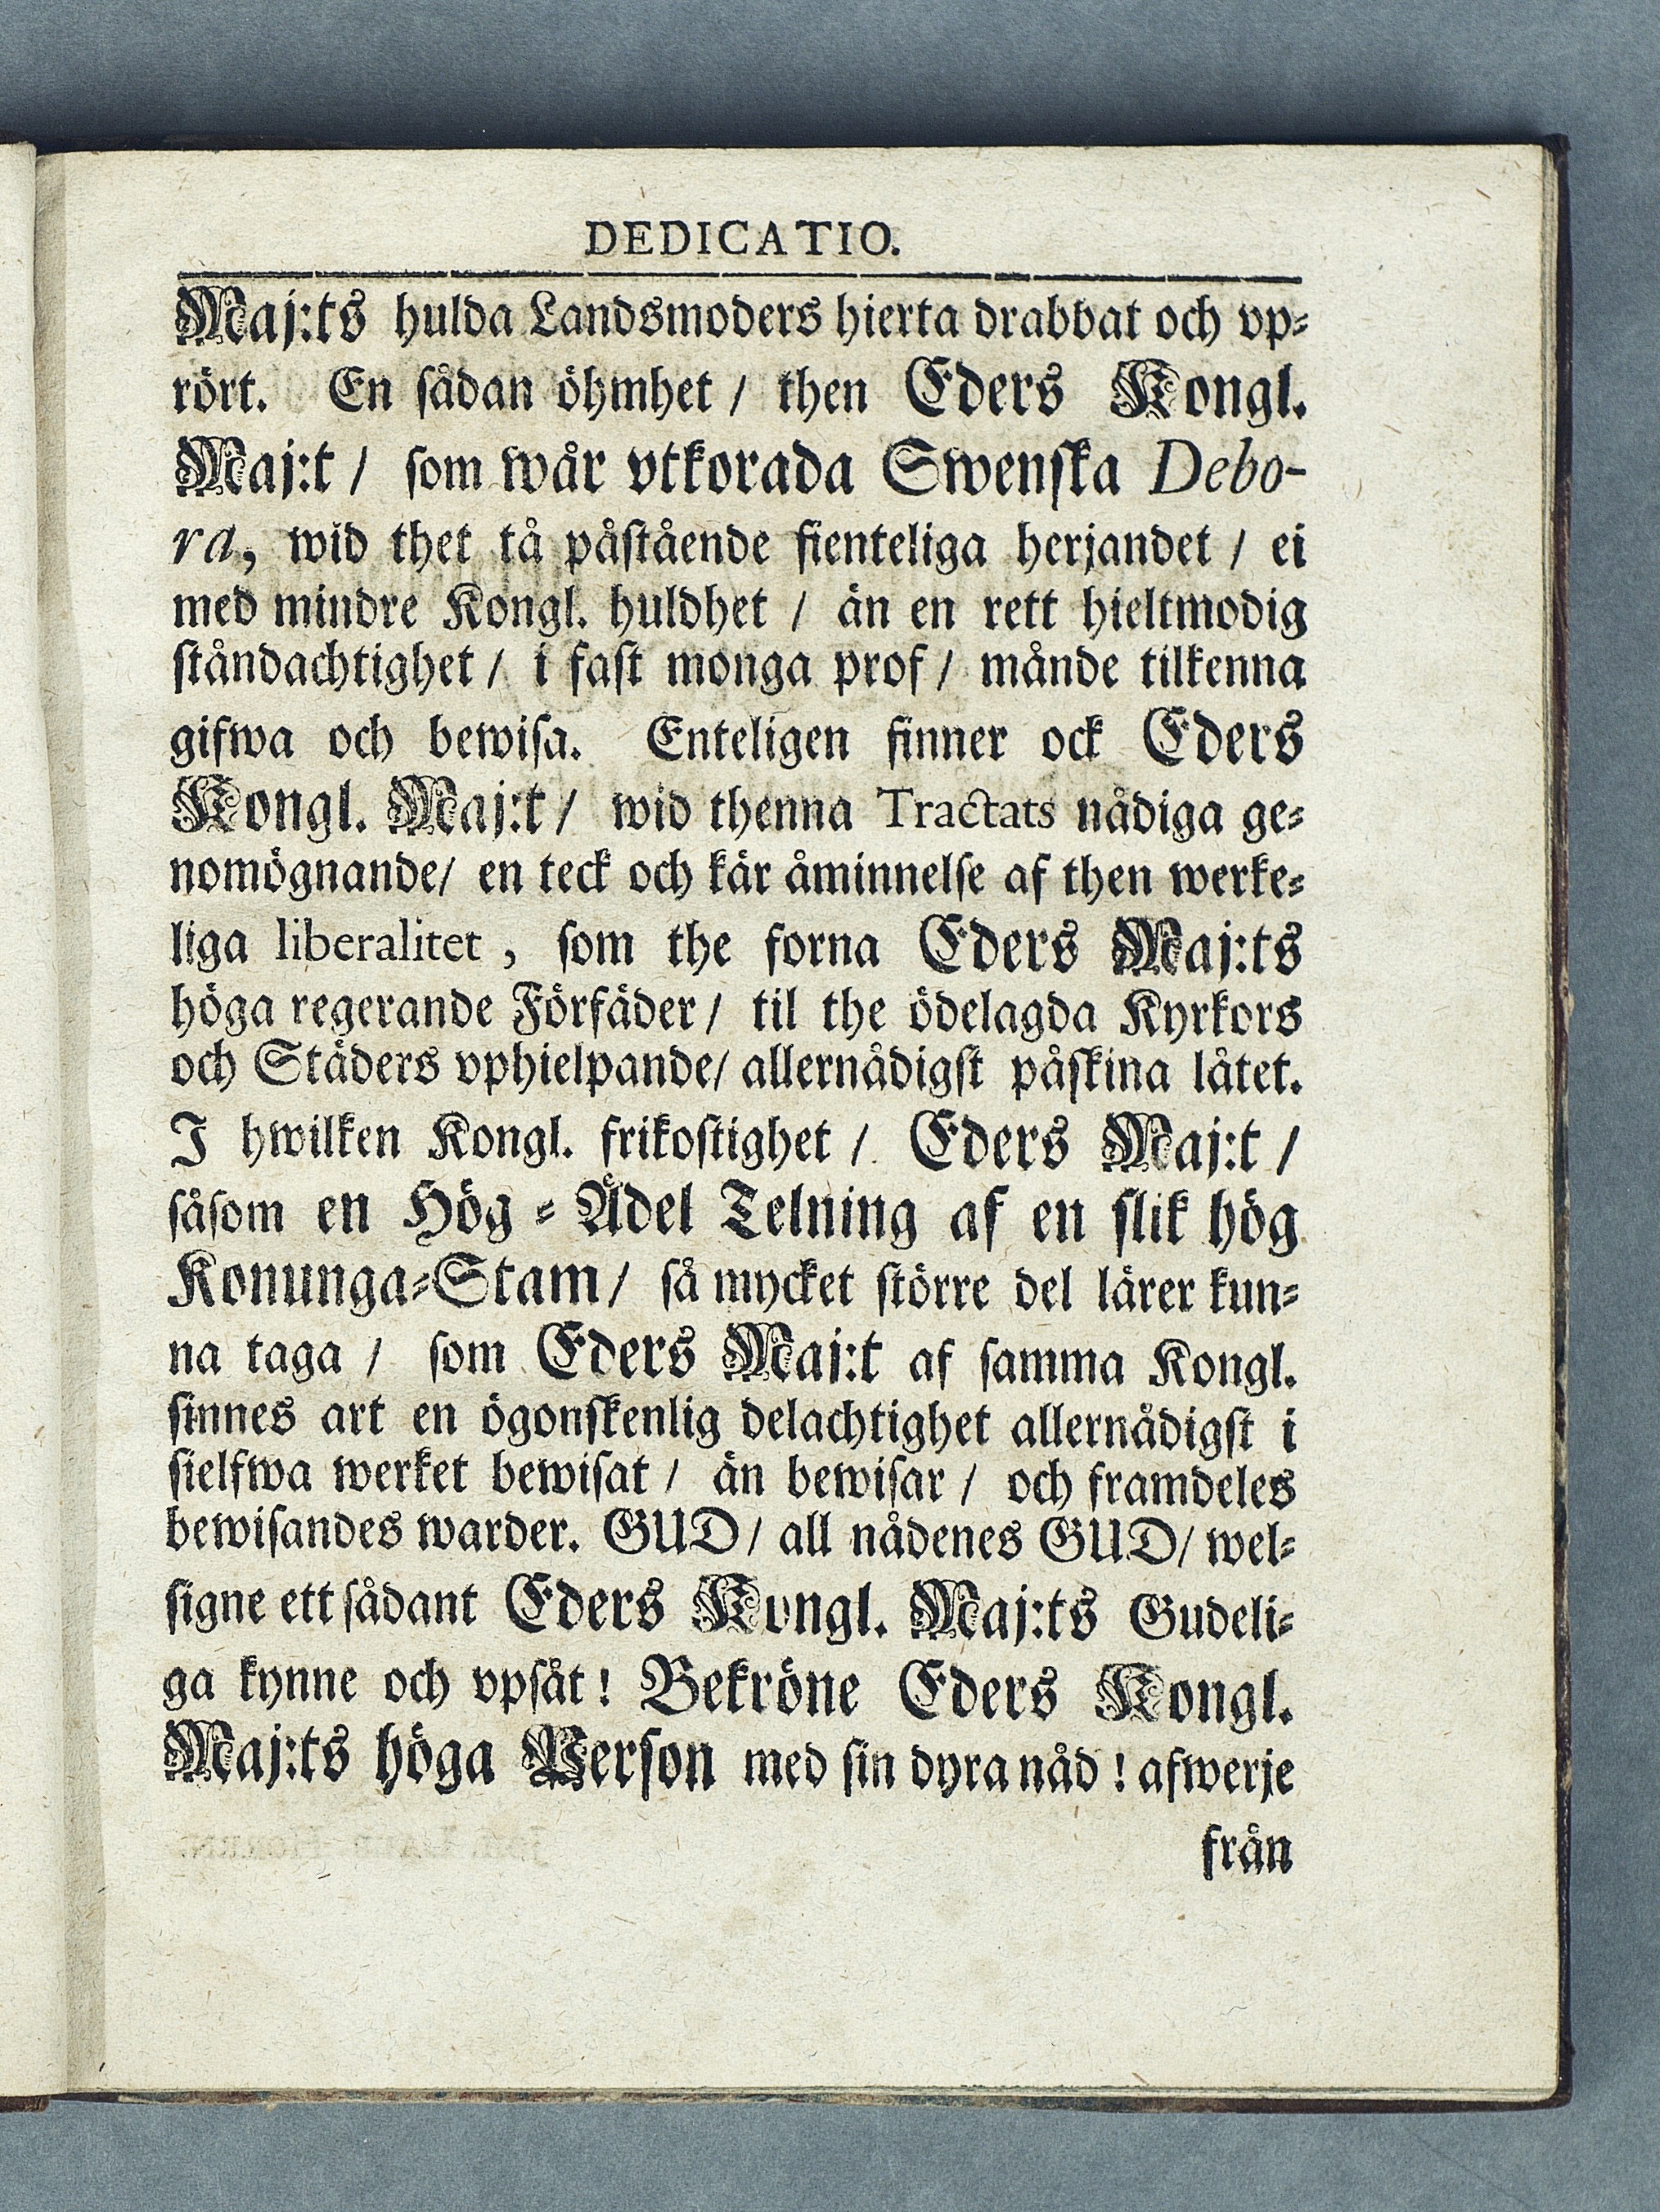 DEDICATIO.
Maj:ts hulda Landsmoders hierta drabbat och vp=
rört. En sådan öhmhet / then Eders Kongl.
Maj:t / som wår vtkorada Swenska Debo-
ra, wid thet tå påstående fienteliga herjandet / ei
med mindre Kongl. huldhet / än en rett hieltmodig
ståndachtighet / i fast monga prof / månde tilkenna
gifwa och bewisa. Enteligen finner ock Eders
Kongl. Maj:t / wid thenna Tractats nådiga ge=
nomögnande/ en teck och kär åminnelse af then werke=
liga liberalitet, som the forna Eders Maj:ts
höga regerande Förfäder / til the ödelagda Kyrkors
och Städers vphielpande/ allernådigst påskina låtet.
I hwilken Kongl. frikostighet / Eders Maj:t /
såsom en Hög = Ädel Telning af en slik hög
Konunga=Stam / så mycket större del lärer kun=
na taga / som Eders Maj:t af samma Kongl.
sinnes art en ögonskenlig delachtighet allernådigst i
sielfwa werket bewisat / än bewisar / och framdeles
bewisandes warder. GUD / all nådenes GUD/ wel=
signe ett sådant Eders Kongl. Maj:ts Gudeli=
ga kynne och vpsåt! Bekröne Eders Kongl.
Maj:ts höga Person med sin dyra nåd! afwerje
från